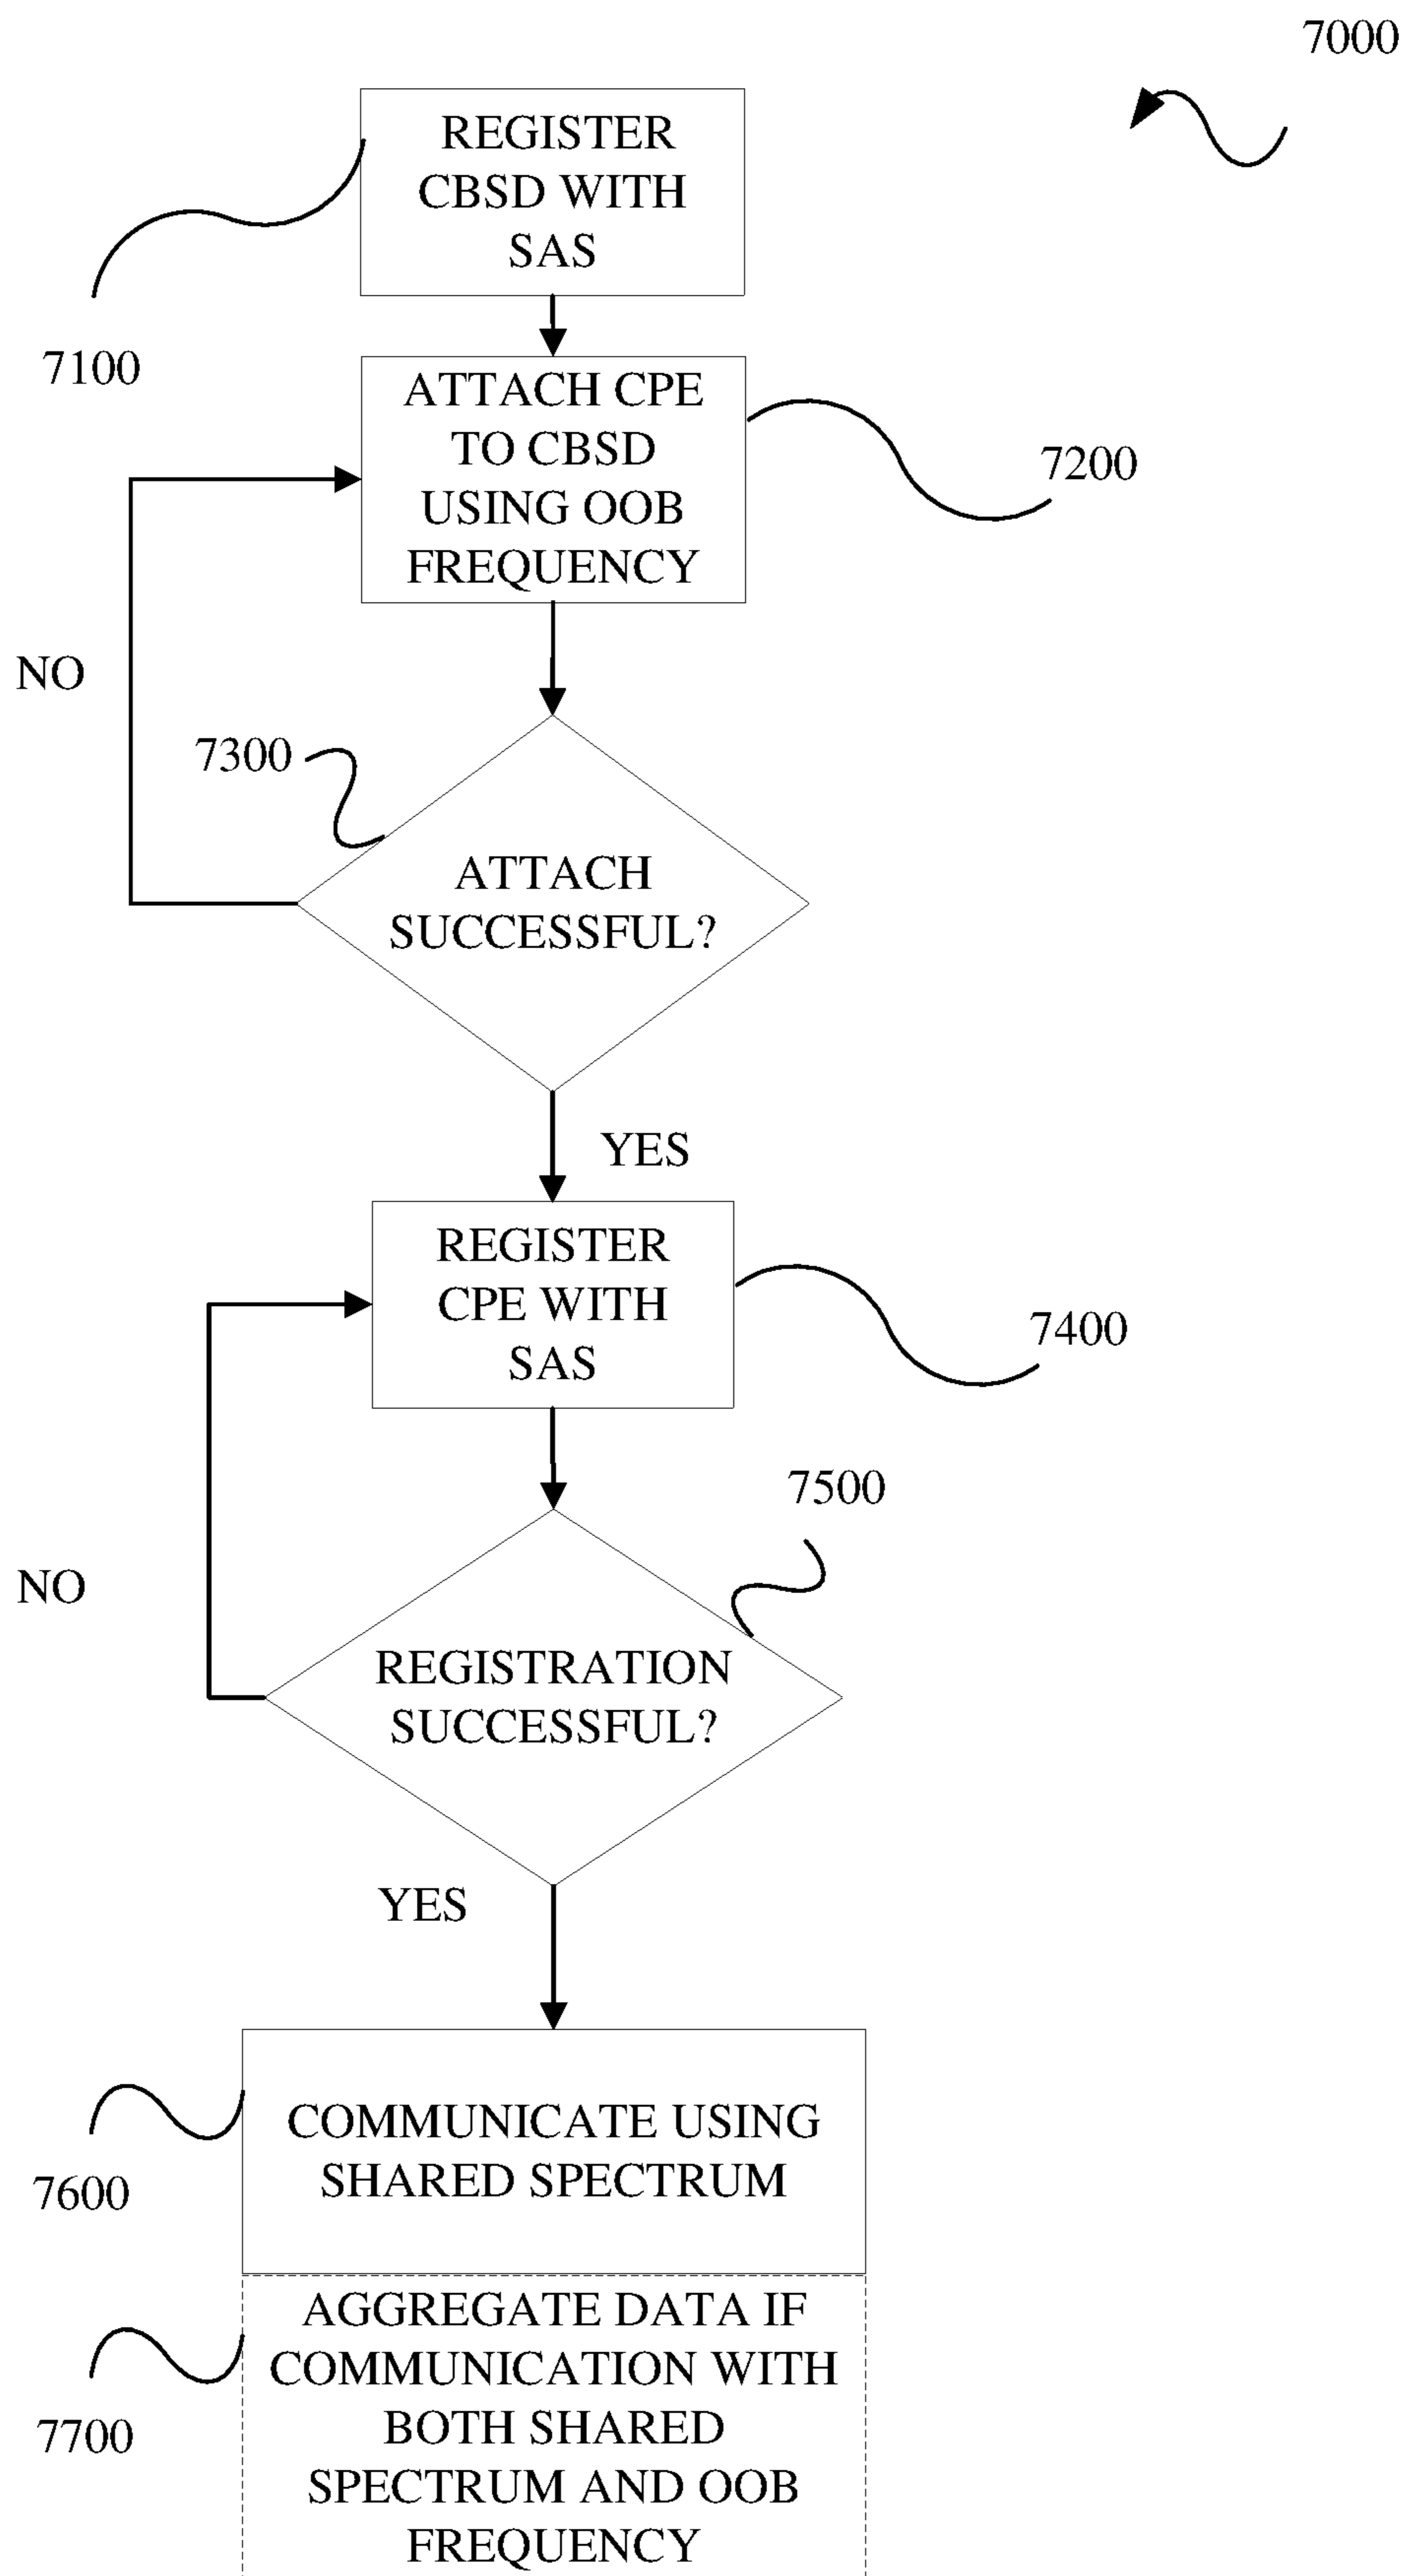 7000
REGISTER
CBSD WITH
SAS
7100
ATTACH CPE
TO CBSD
USING OOB
FREQUENCY
7200
NO
7300
ATTACH
SUCCESSFUL?
YES
REGISTER
CPE WITH
SAS
7400
7500
NO
REGISTRATION
SUCCESSFUL?
YES
COMMUNICATE USING
SHARED SPECTRUM
7600
AGGREGATE DATA IF
COMMUNICATION WITH
BOTH SHARED
SPECTRUM AND OOB
FREQUENCY
7700